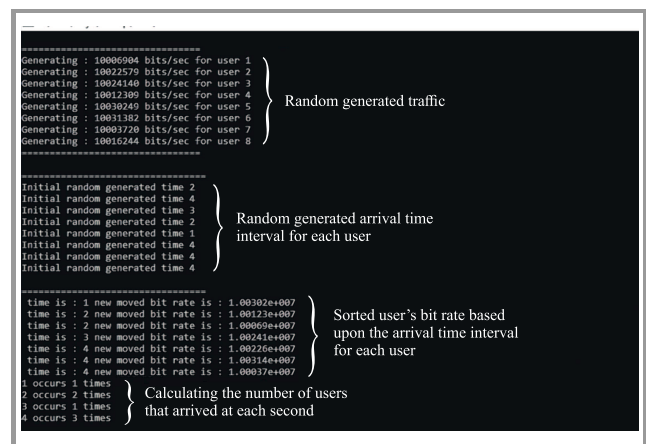 ===============================
Generating : 10006904 bits/sec for user 1
Generating : 10022579 bits/sec for user 2
Generating : 10024140 bits/sec for user 3
Generating : 10012309 bits/sec for user 4
Generating : 10030249 bits/sec for user 5
Generating : 10031382 bits/sec for user 6
Generating : 10003720 bits/sec for user 7
Generating : 10016244 bits/sec for user 8
===============================
Random generated traffic
================================
Initial random generated time 2
Initial random generated time 4
Initial random generated time 3
Initial random generated time 2
Initial random generated time 1
Initial random generated time 4
Initial random generated time 4
Initial random generated time 4
Random generated arrival time
interval for each user
================================
time is : 1 new moved bit rate is : 1.00302e+007
time is : 2 new moved bit rate is : 1.00123e+007
time is : 2 new moved bit rate is : 1.00069e+007
time is : 3 new moved bit rate is : 1.00241e+007
time is : 4 new moved bit rate is : 1.00226e+007
time is : 4 new moved bit rate is : 1.00314e+007
time is : 4 new moved bit rate is : 1.00037e+007
Sorted user's bit rate based
upon the arrival time interval
for each user
1 occurs 1 times
2 occurs 2 times
3 occurs 1 times
4 occurs 3 times
Calculating the number of users
that arrived at each second